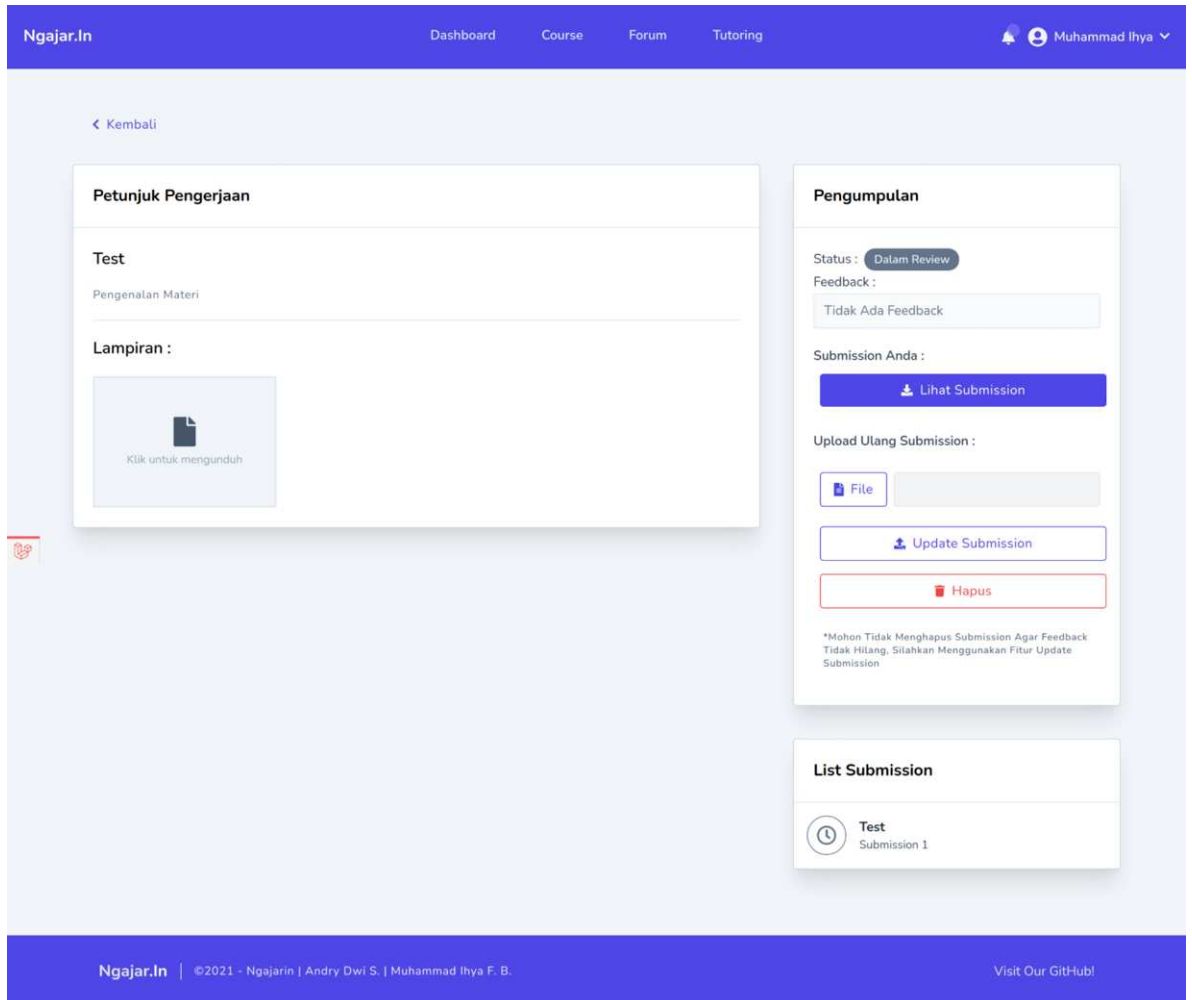 Ngajar.In
Dashboard Course Forum Tutoring
Muhammad Ihya
Kembali
Petunjuk Pengerjaan
Test
Pengenalan Materi
Lampiran :
Klik untuk mengunduh
Pengumpulan
Status : Dalam Review
Feedback :
Tidak Ada Feedback
Submission Anda :
Lihat Submission
Upload Ulang Submission :
File
Update Submission
Hapus
*Mohon Tidak Menghapus Submission Agar Feedback
Tidak Hilang, Silahkan Menggunakan Fitur Update
Submission
List Submission
Test
Submission 1
Ngajar.In | ©2021 - Ngajarin | Andry Dwi S. | Muhammad Ihya F. B.
Visit Our GitHub!